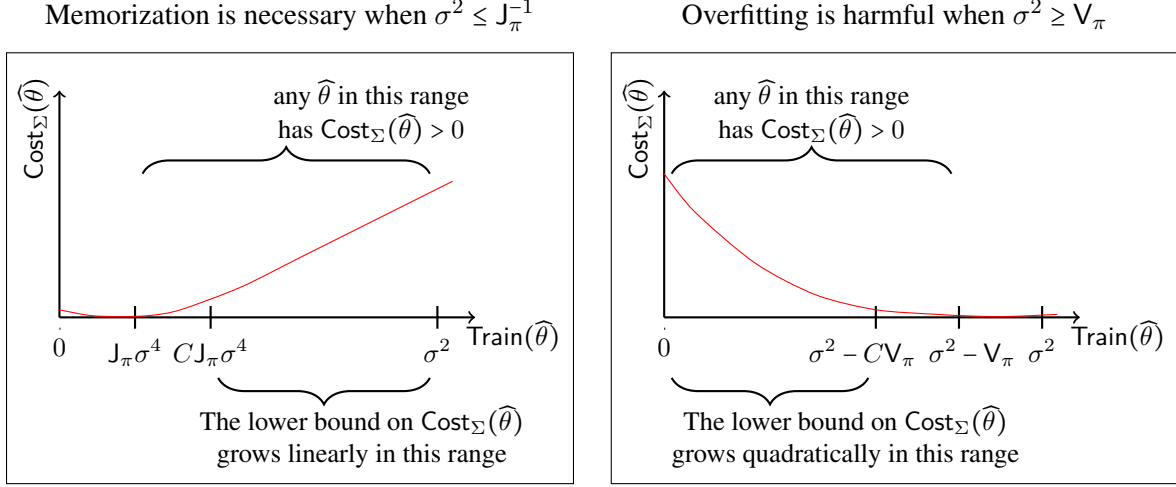 Memorization is necessary when σ² ≤ J_π⁻¹
Cost_Σ(θ̂)
any θ̂ in this range
has Cost_Σ(θ̂) > 0
0
J_πσ⁴
CJ_πσ⁴
σ²
Train(θ̂)
The lower bound on Cost_Σ(θ̂)
grows linearly in this range
Overfitting is harmful when σ² ≥ V_π
Cost_Σ(θ̂)
any θ̂ in this range
has Cost_Σ(θ̂) > 0
0
σ² − CV_π
σ² − V_π
σ²
Train(θ̂)
The lower bound on Cost_Σ(θ̂)
grows quadratically in this range